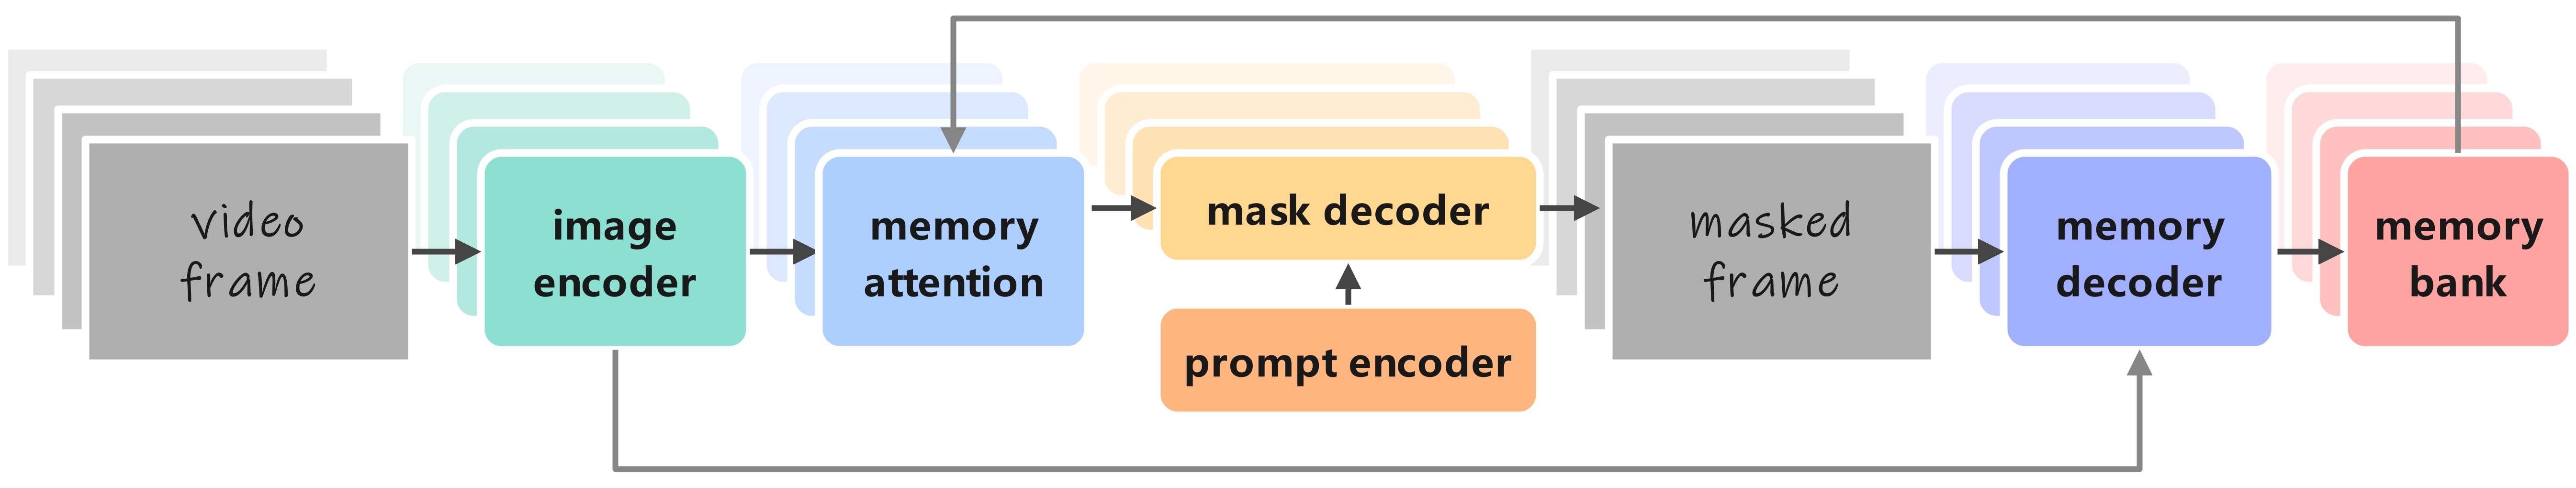 video
frame
image
encoder
memory
attention
mask decoder
prompt encoder
masked
frame
memory
decoder
memory
bank